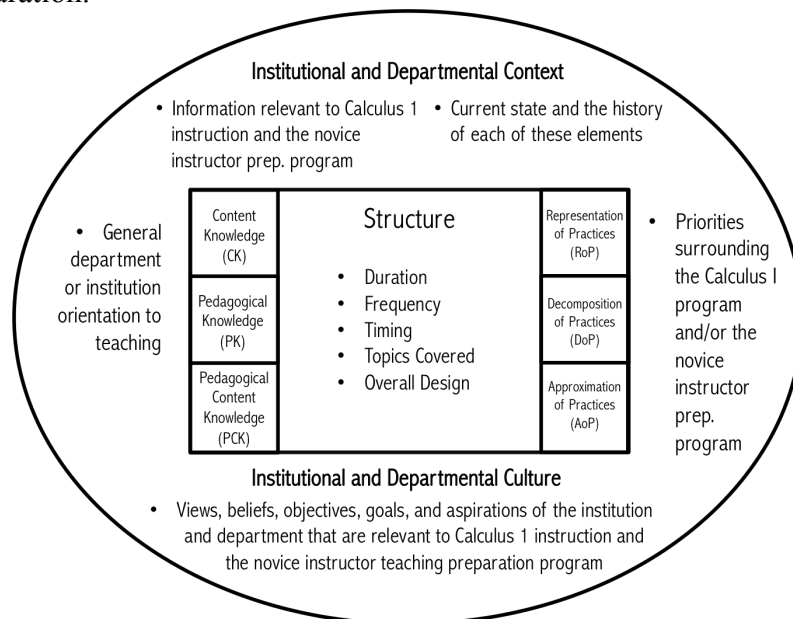 Institutional and Departmental Context
• Information relevant to Calculus 1
instruction and the novice
instructor prep. program
• Current state and the history
of each of these elements
• General
department
or institution
orientation to
teaching
Content
Knowledge
(CK)
Pedagogical
Knowledge
(PK)
Pedagogical
Content
Knowledge
(PCK)
Structure
• Duration
• Frequency
• Timing
• Topics Covered
• Overall Design
Representation
of Practices
(RoP)
Decomposition
of Practices
(DoP)
Approximation
of Practices
(AoP)
• Priorities
surrounding
the Calculus I
program
and/or the
novice
instructor
prep.
program
Institutional and Departmental Culture
• Views, beliefs, objectives, goals, and aspirations of the institution
and department that are relevant to Calculus 1 instruction and
the novice instructor teaching preparation program